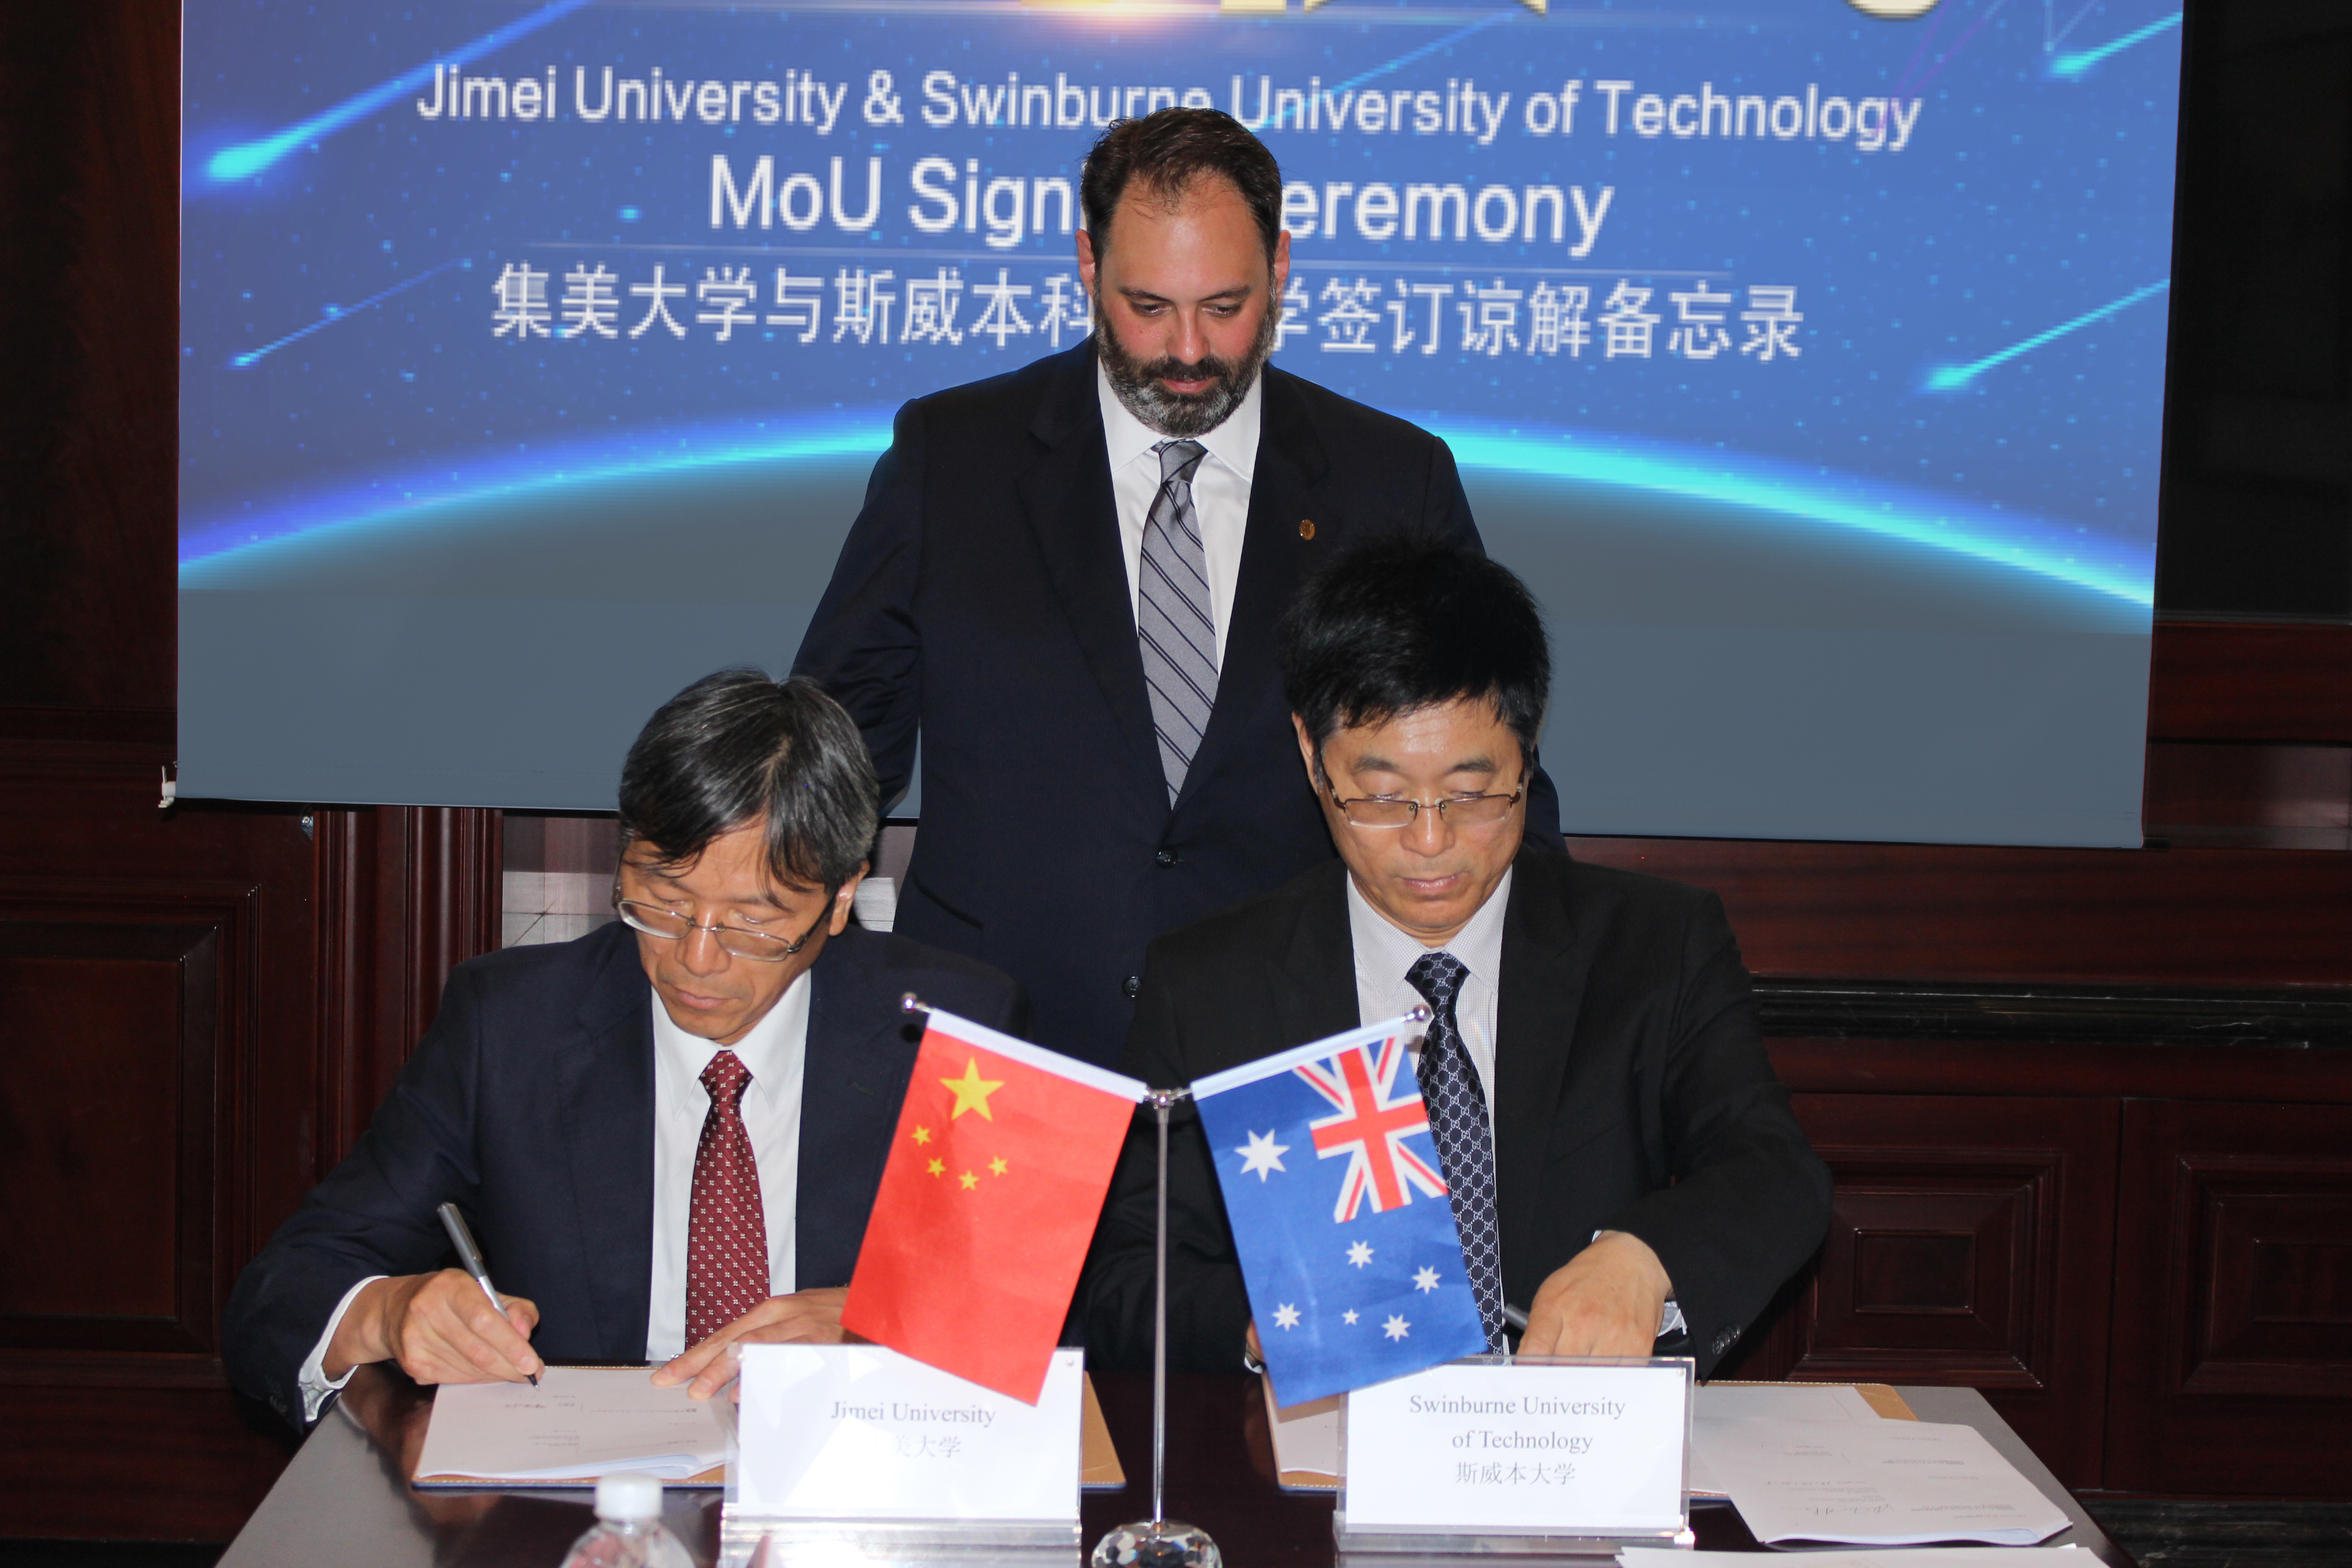 Jimei University & Swinburne University of Technology
MoU Sign eremony
集美大学与斯威本科 学签订谅解备忘录
Jimei University
美大学
Swinburne University
of Technology
斯威本大学